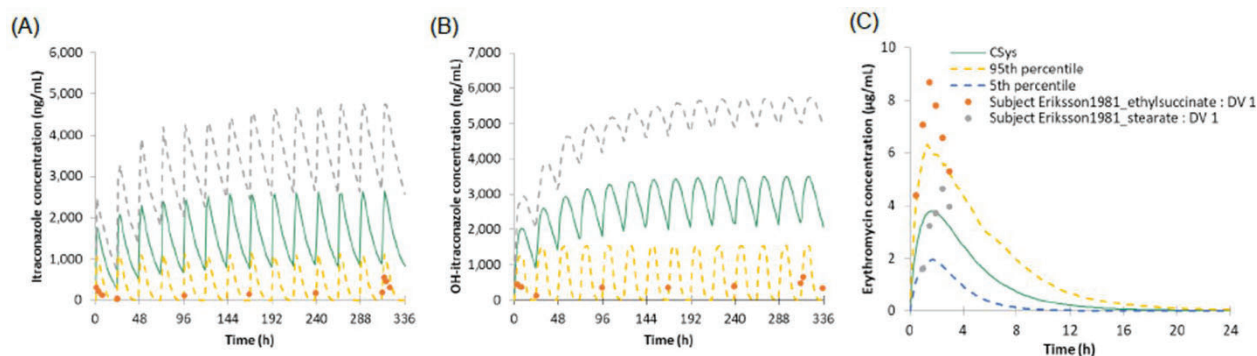 (A)
Itraconazole concentration (ng/mL)
6,000
5,000
4,000
3,000
2,000
1,000
0
0 48 96 144 192 240 288 336
Time (h)
(B)
OH-itraconazole concentration (ng/mL)
7,000
6,000
5,000
4,000
3,000
2,000
1,000
0
0 48 96 144 192 240 288 336
Time (h)
(C)
Erythromycin concentration (µg/mL)
10
8
6
4
2
0
CSys
95th percentile
5th percentile
Subject Eriksson1981_ethylsuccinate : DV 1
Subject Eriksson1981_stearate : DV 1
0 4 8 12 16 20 24
Time (h)